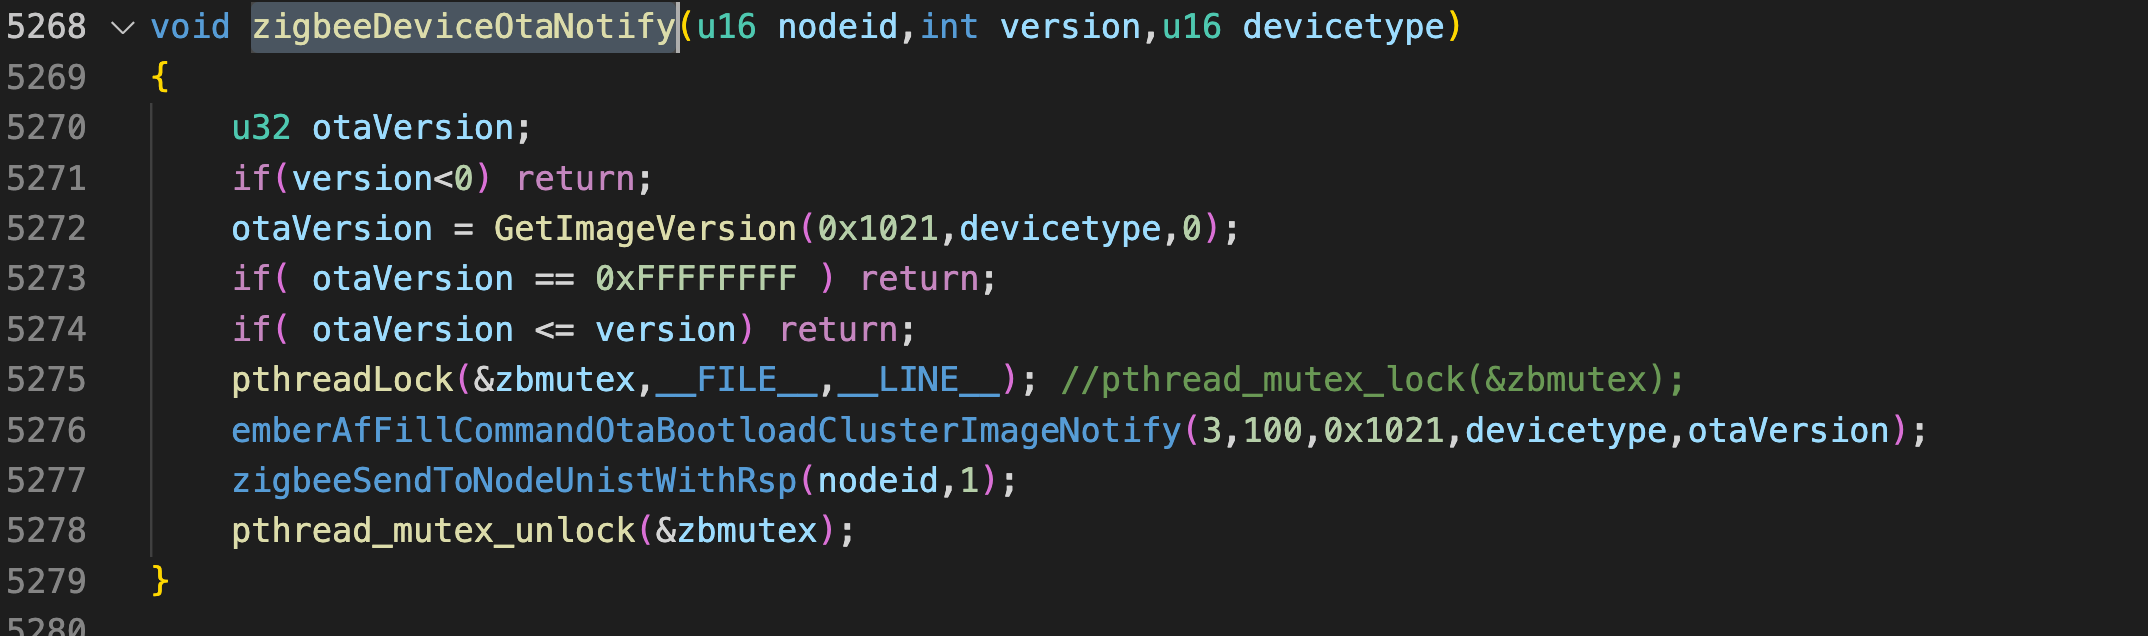 5268 void zigbeeDeviceOtaNotify(u16 nodeid,int version,u16 devicetype)
5269 {
5270     u32 otaVersion;
5271     if(version<0) return;
5272     otaVersion = GetImageVersion(0x1021,devicetype,0);
5273     if( otaVersion == 0xFFFFFFFF ) return;
5274     if( otaVersion <= version) return;
5275     pthreadLock(&zbmutex,__FILE__,__LINE__); //pthread_mutex_lock(&zbmutex);
5276     emberAfFillCommandOtaBootloadClusterImageNotify(3,100,0x1021,devicetype,otaVersion);
5277     zigbeeSendToNodeUnistWithRsp(nodeid,1);
5278     pthread_mutex_unlock(&zbmutex);
5279 }
5280